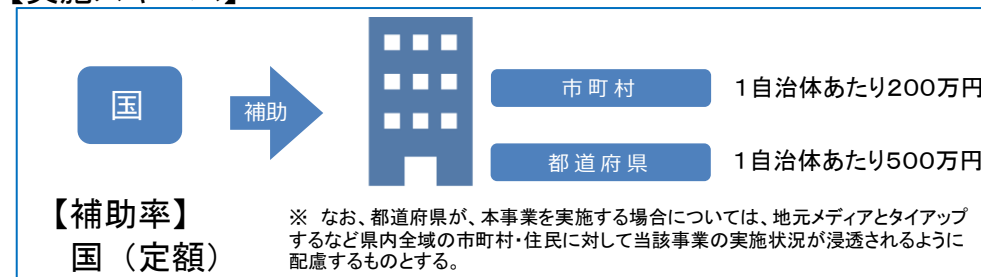 国
補助
市町村
1自治体あたり200万円
都道府県
1自治体あたり500万円
【補助率】
国（定額）
※ なお、都道府県が、本事業を実施する場合については、地元メディアとタイアップ
するなど県内全域の市町村・住民に対して当該事業の実施状況が浸透されるように
配慮するものとする。